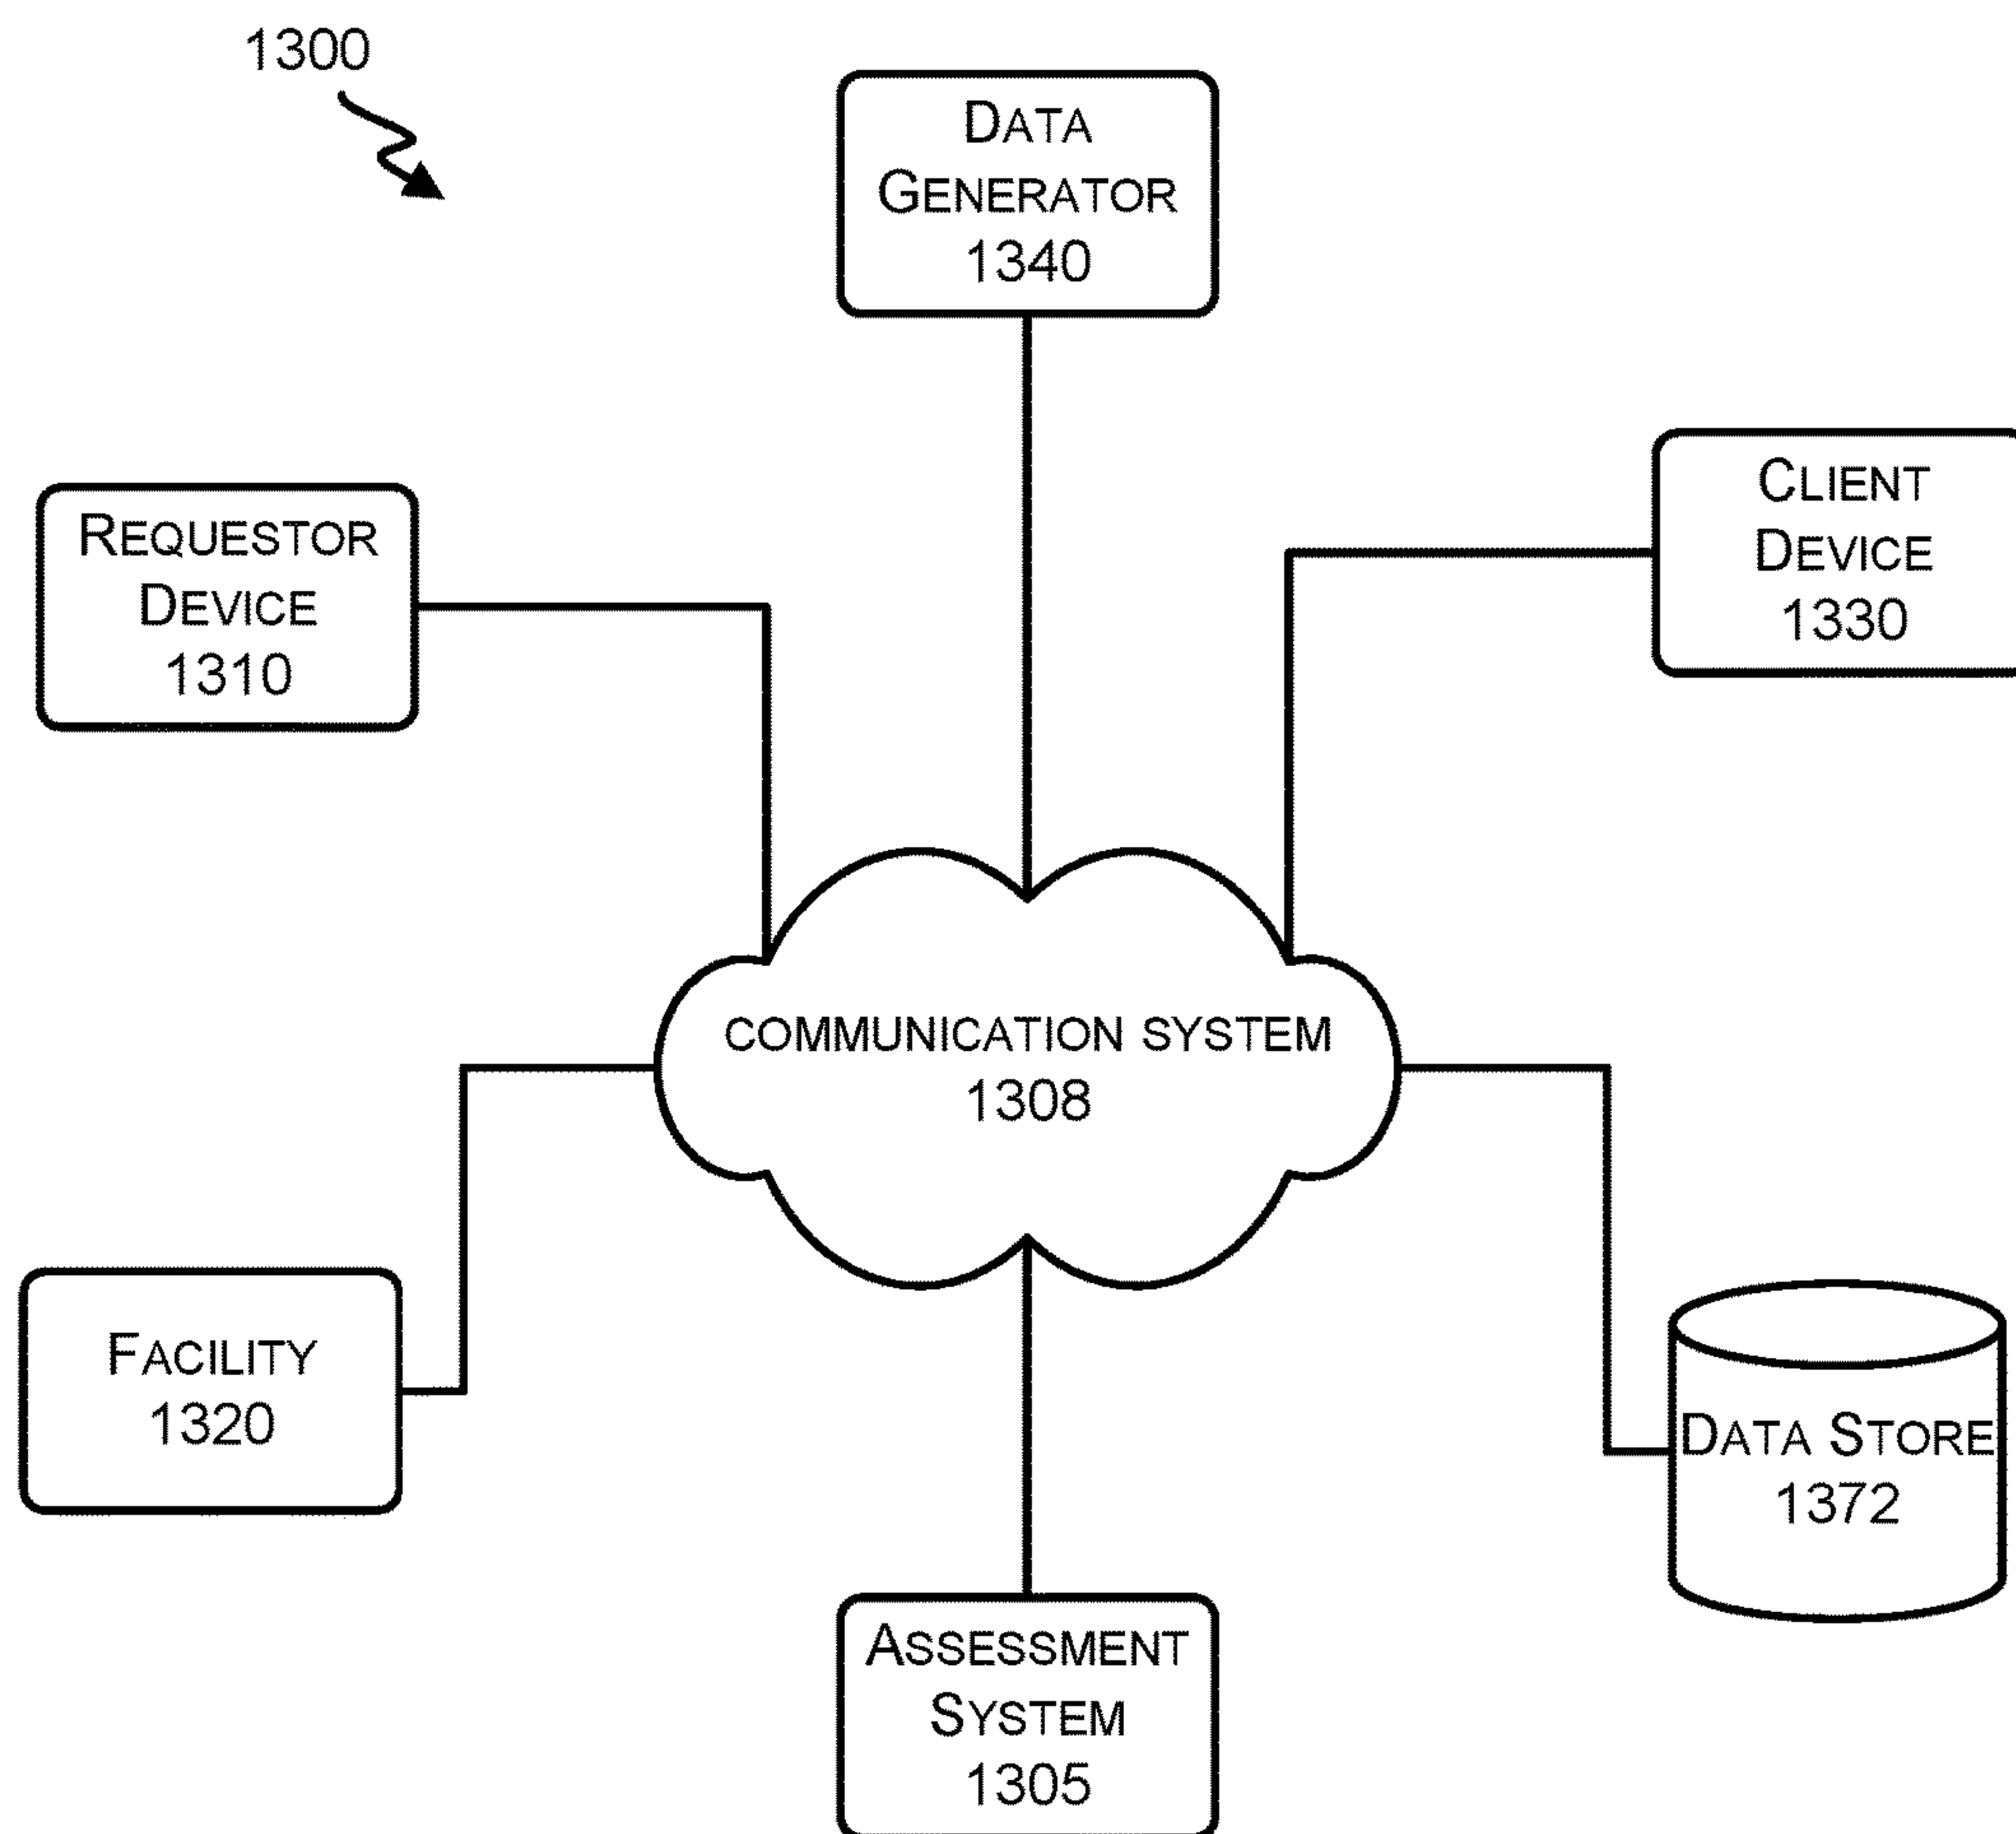 1300
DATA
GENERATOR
1340
CLIENT
DEVICE
1330
REQUESTOR
DEVICE
1310
COMMUNICATION SYSTEM
1308
FACILITY
1320
DATA STORE
1372
ASSESSMENT
SYSTEM
1305